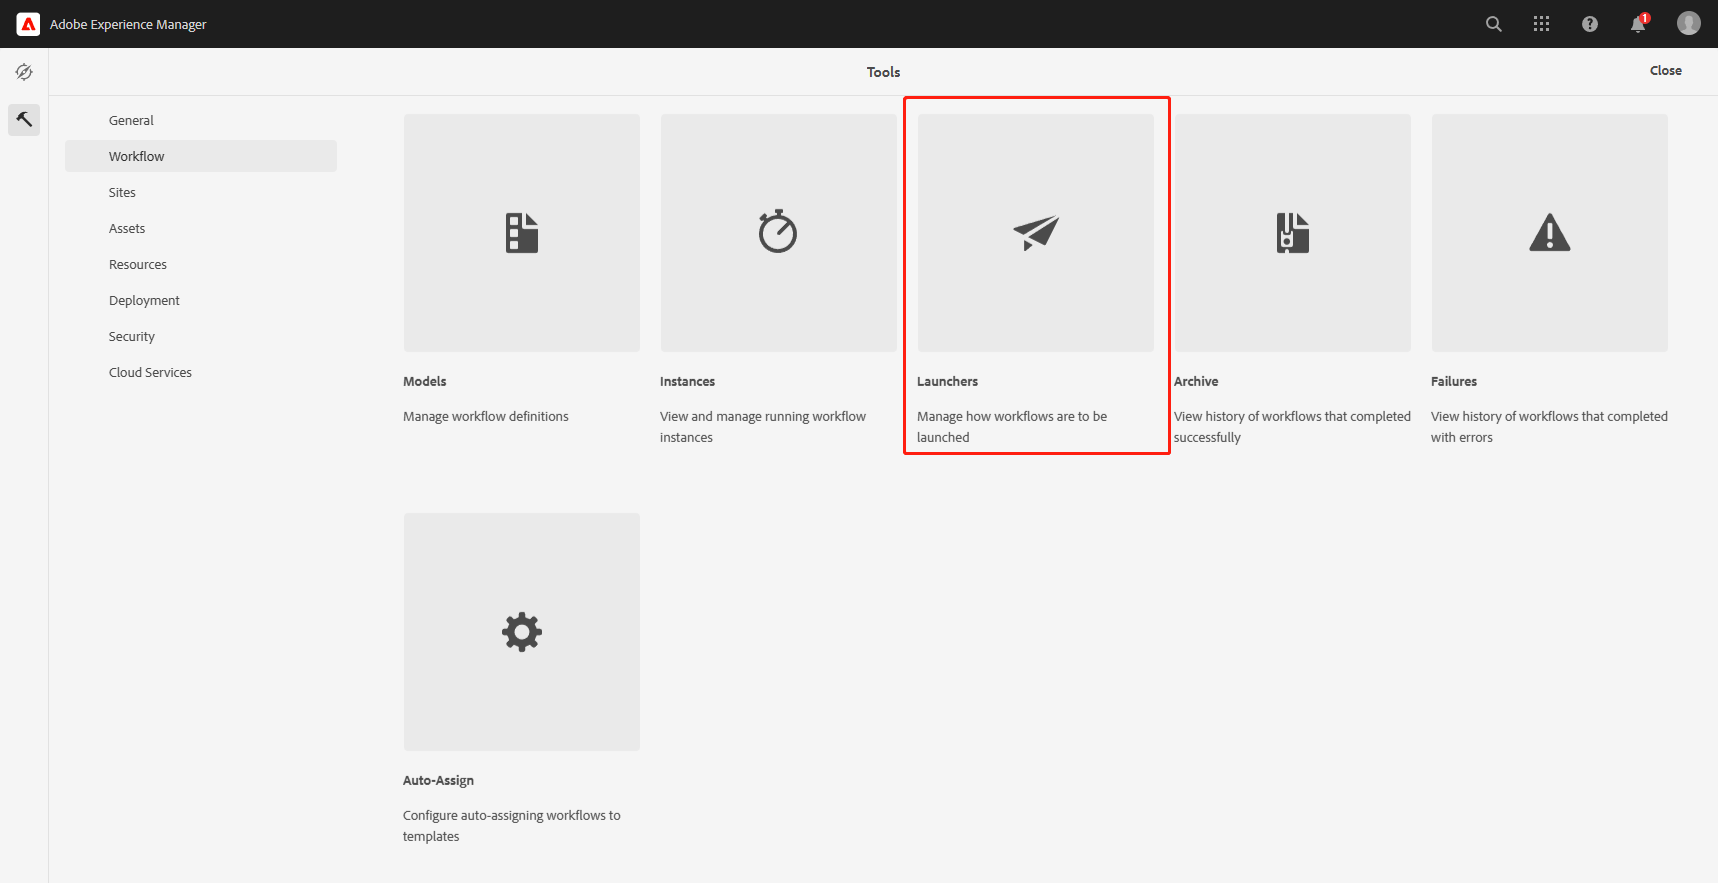 Adobe Experience Manager
1
Tools
Close
General
Workflow
Sites
Assets
Resources
Deployment
Security
Cloud Services
Models
Manage workflow definitions
Instances
View and manage running workflow
instances
Launchers
Manage how workflows are to be
launched
Archive
View history of workflows that completed
successfully
Failures
View history of workflows that completed
with errors
Auto-Assign
Configure auto-assigning workflows to
templates